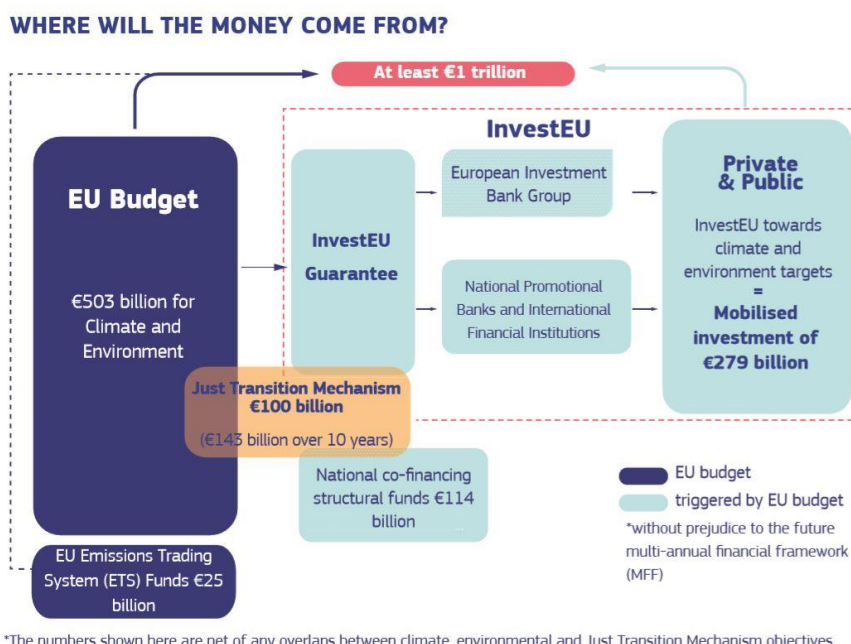 WHERE WILL THE MONEY COME FROM?
At least €1 trillion
InvestEU
EU Budget
€503 billion for
Climate and
Environment
InvestEU
Guarantee
European Investment
Bank Group
National Promotional
Banks and International
Financial Institutions
Private
& Public
InvestEU towards
climate and
environment targets
=
Mobilised
investment of
€279 billion
Just Transition Mechanism
€100 billion
(€143 billion over 10 years)
National co-financing
structural funds €114
billion
EU Emissions Trading
System (ETS) Funds €25
billion
EU budget
triggered by EU budget
*without prejudice to the future
multi-annual financial framework
(MFF)
*The numbers shown here are net of any overlaps between climate, environmental and Just Transition Mechanism objectives.